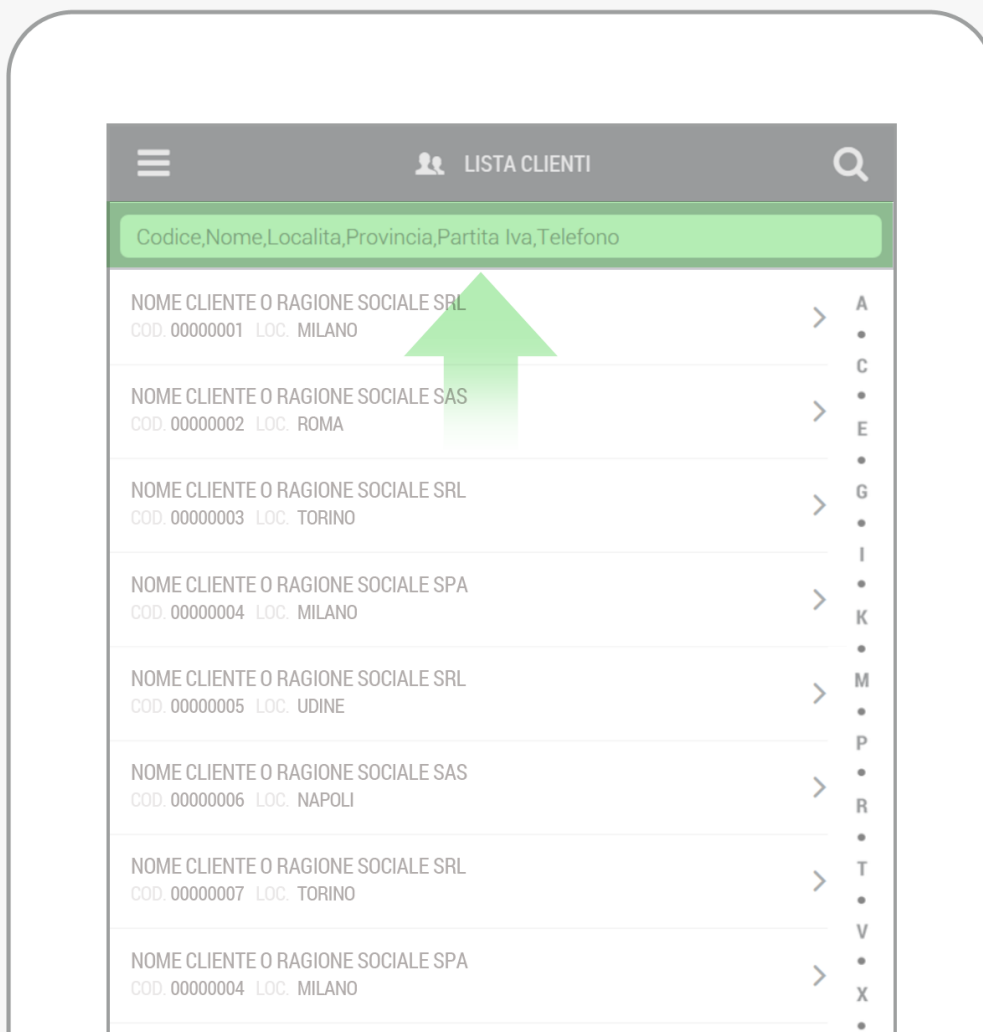 LISTA CLIENTI
Codice,Nome,Localita,Provincia,Partita Iva,Telefono
NOME CLIENTE O RAGIONE SOCIALE SRL
COD. 00000001 LOC. MILANO
NOME CLIENTE O RAGIONE SOCIALE SAS
COD. 00000002 LOC. ROMA
NOME CLIENTE O RAGIONE SOCIALE SRL
COD. 00000003 LOC. TORINO
NOME CLIENTE O RAGIONE SOCIALE SPA
COD. 00000004 LOC. MILANO
NOME CLIENTE O RAGIONE SOCIALE SRL
COD. 00000005 LOC. UDINE
NOME CLIENTE O RAGIONE SOCIALE SAS
COD. 00000006 LOC. NAPOLI
NOME CLIENTE O RAGIONE SOCIALE SRL
COD. 00000007 LOC. TORINO
NOME CLIENTE O RAGIONE SOCIALE SPA
COD. 00000004 LOC. MILANO
A
•
C
•
E
•
G
•
I
•
K
•
M
•
P
•
R
•
T
•
V
•
X
•